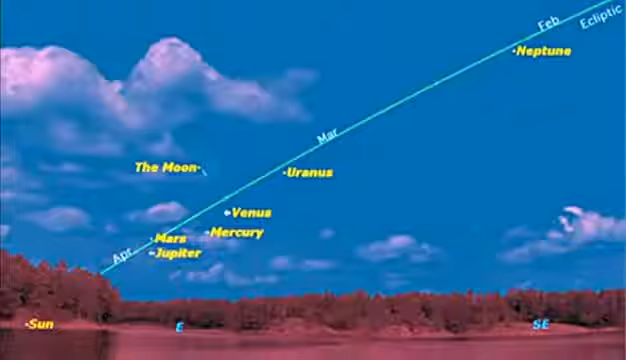 Feb
Ecliptic
Neptune
Mar
The Moon
Uranus
Venus
Mercury
Mars
Jupiter
Apr
Sun
E
SE